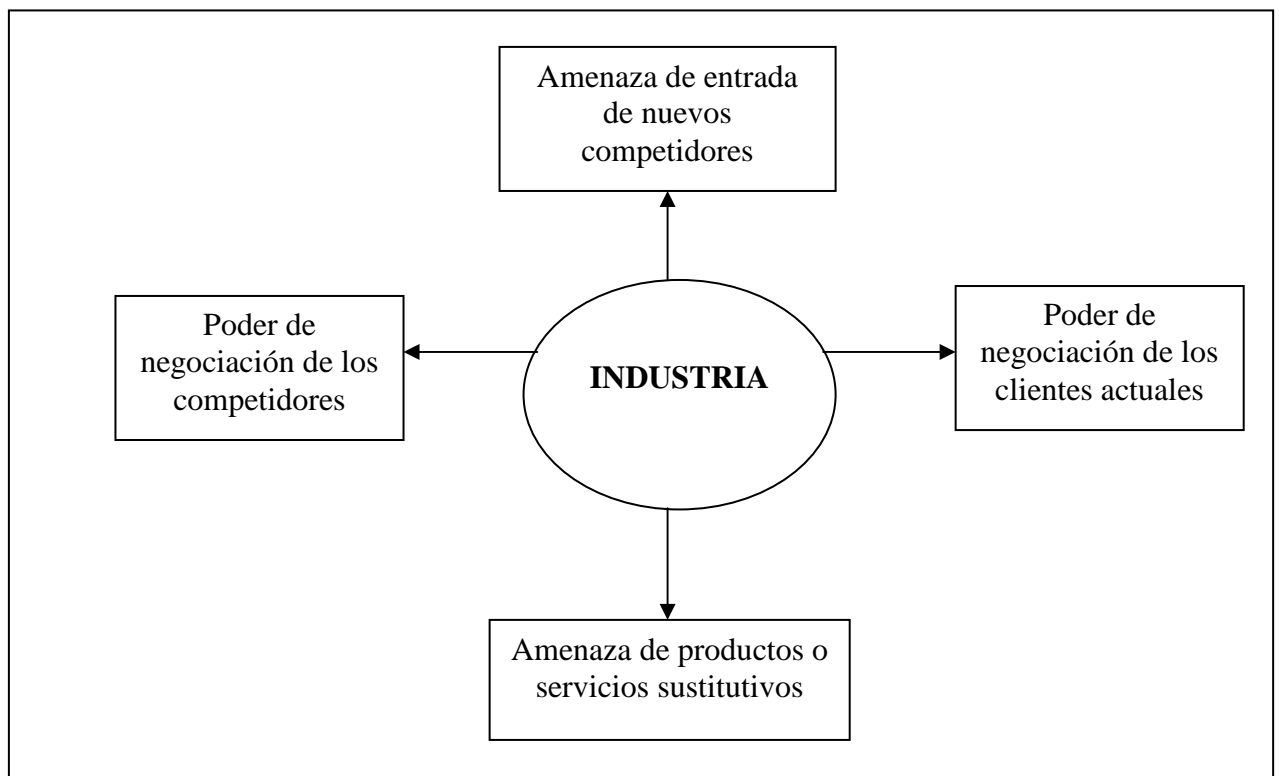 Amenaza de entrada
de nuevos
competidores
Poder de
negociación de los
competidores
INDUSTRIA
Poder de
negociación de los
clientes actuales
Amenaza de productos o
servicios sustitutivos